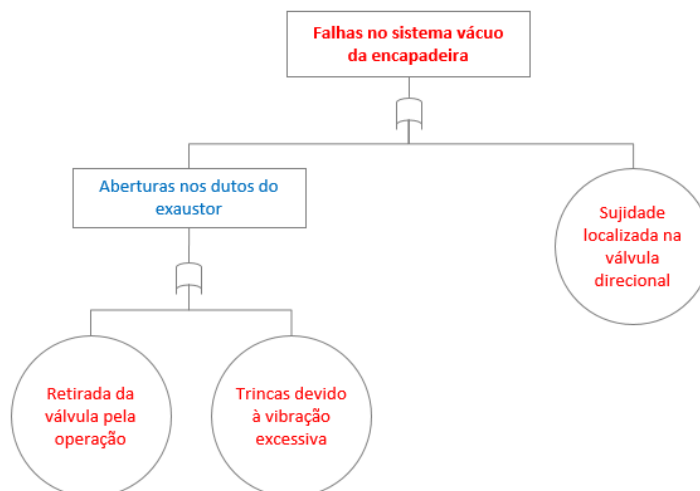 Falhas no sistema vácuo
da encapadeira
Aberturas nos dutos do
exaustor
Sujidade
localizada na
válvula
direcional
Retirada da
válvula pela
operação
Trincas devido
à vibração
excessiva